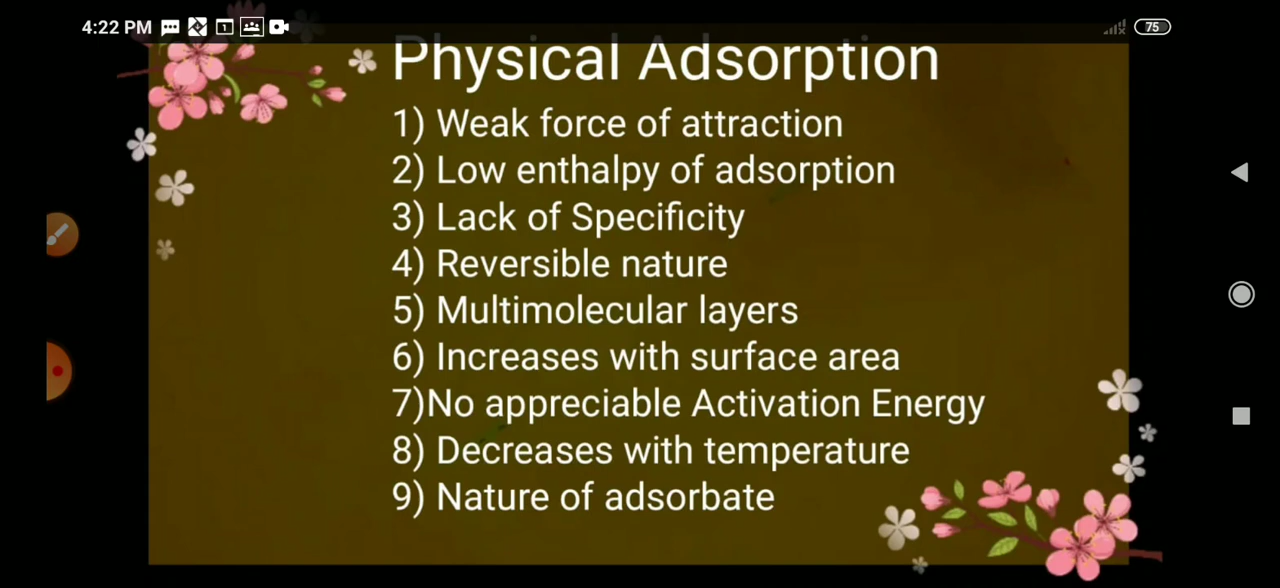 4:22 PM
1
75
Physical Adsorption
1) Weak force of attraction
2) Low enthalpy of adsorption
3) Lack of Specificity
4) Reversible nature
5) Multimolecular layers
6) Increases with surface area
7)No appreciable Activation Energy
8) Decreases with temperature
9) Nature of adsorbate